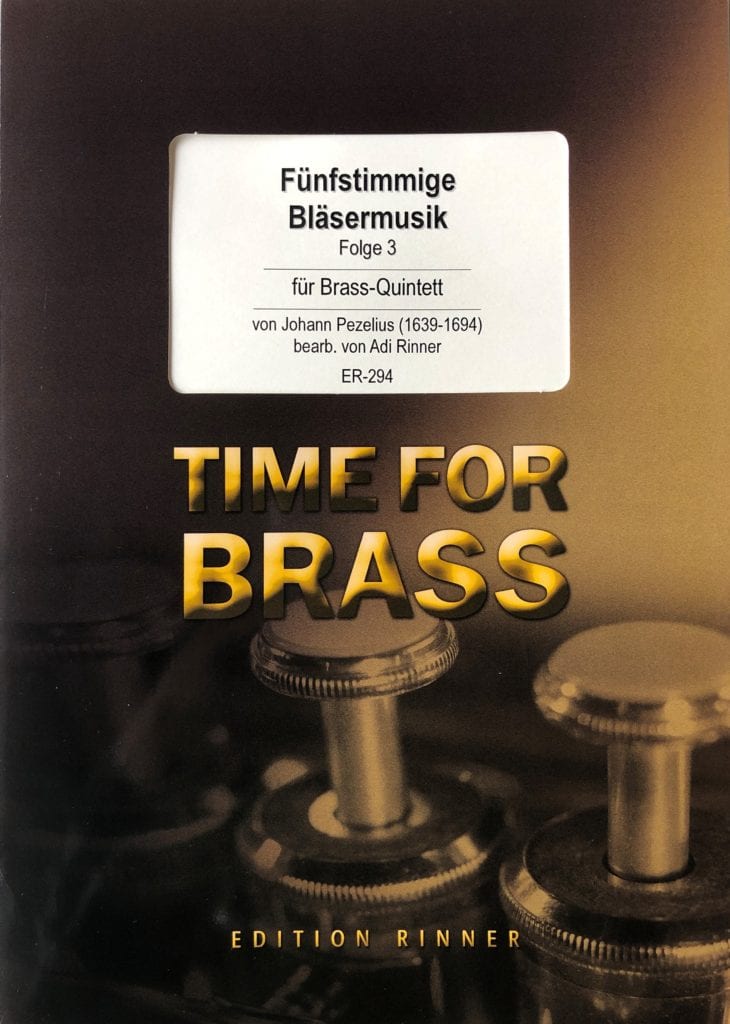 Fünfstimmige
Bläsermusik
Folge 3
für Brass-Quintett
von Johann Pezelius (1639-1694)
bearb. von Adi Rinner
ER-294
TIME FOR
BRASS
EDITION RINNER